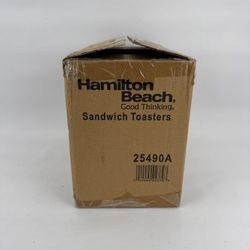 Hamilton
Beach®
Good Thinking®
Sandwich Toasters
25490A